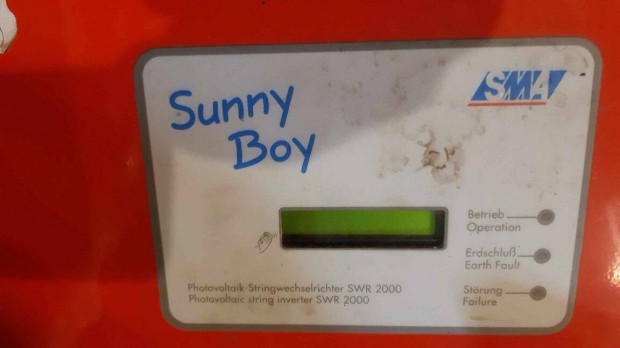 Sunny
Boy
SMA
Betrieb
Operation
Erdschluß
Earth Fault
Störung
Failure
Photovoltaik Stringwechselrichter SWR 2000
Photovoltaic string inverter SWR 2000